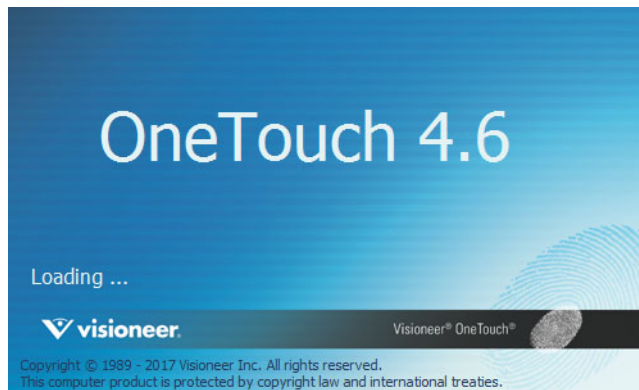 OneTouch 4.6
Loading ...
visioneer.
Visioneer® OneTouch®
Copyright © 1989 - 2017 Visioneer Inc. All rights reserved.
This computer product is protected by copyright law and international treaties.